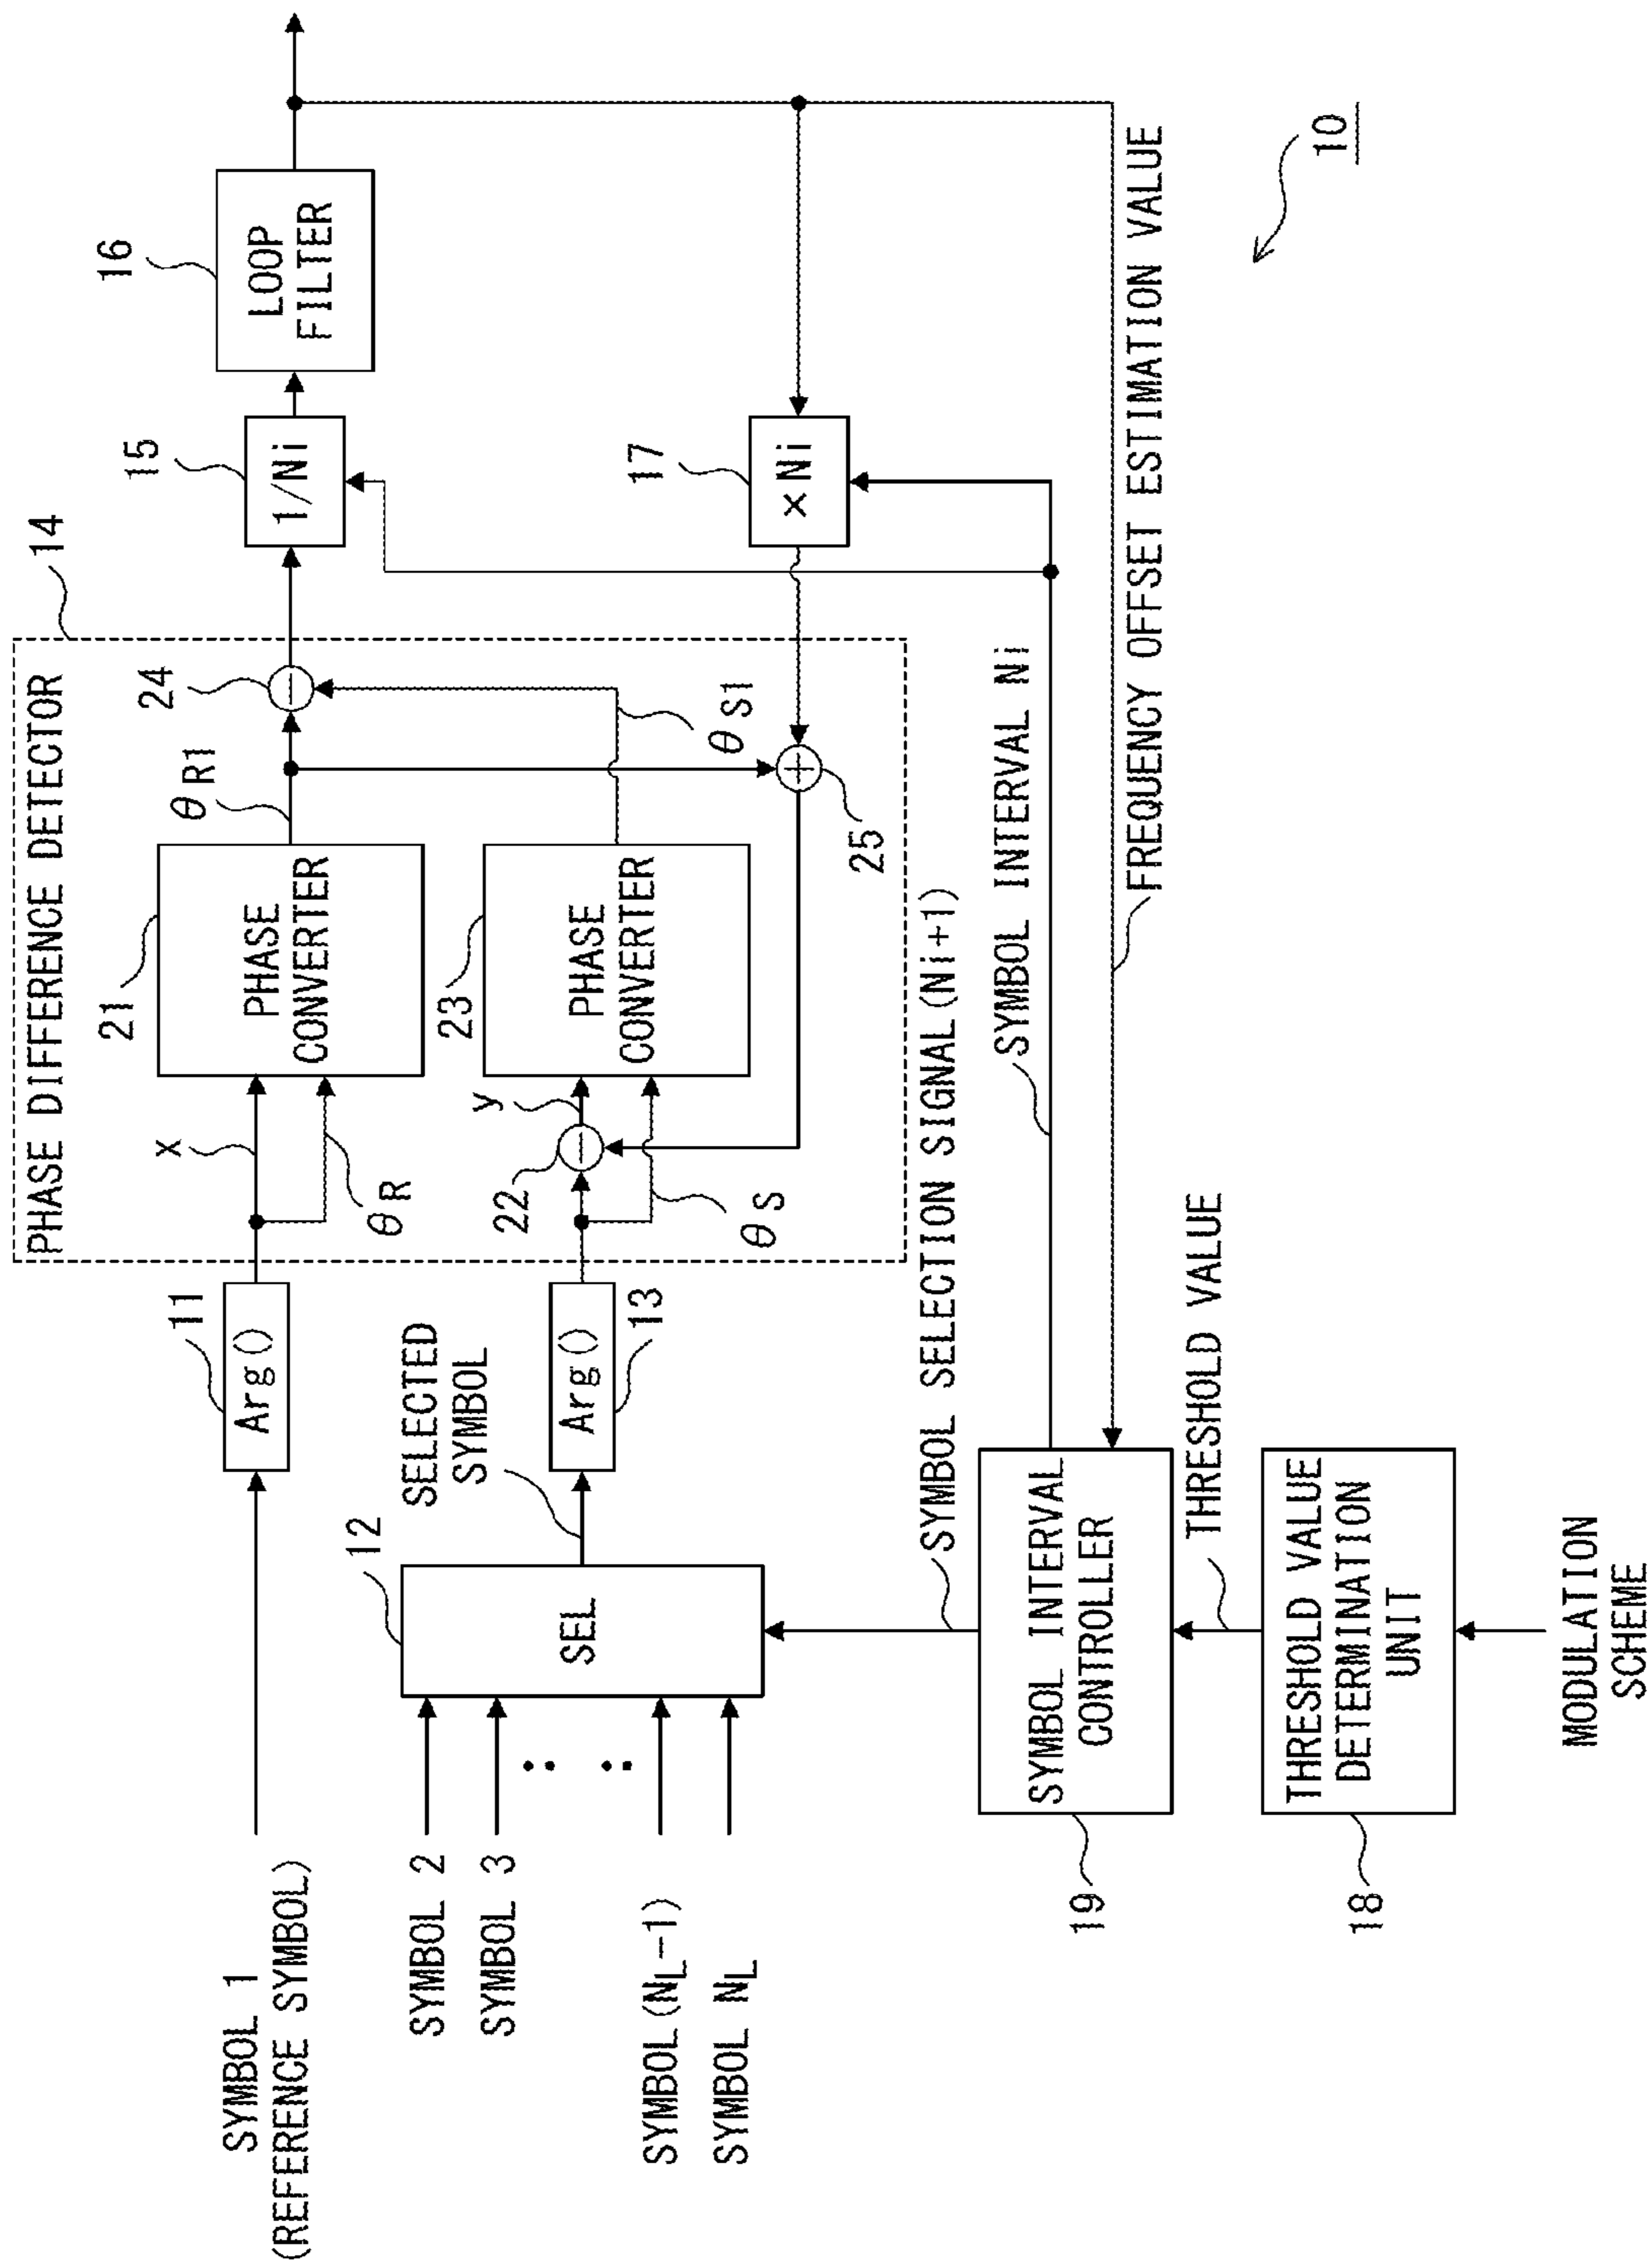 PHASE DIFFERENCE DETECTOR
14
SYMBOL 1
(REFERENCE SYMBOL)
11
Arg()
x
θR
21
PHASE
CONVERTER
θR1
24
15
1/Ni
16
LOOP
FILTER
SYMBOL 2
SYMBOL 3
SYMBOL(NL-1)
SYMBOL NL
12
SEL
SELECTED
SYMBOL
Arg()
13
22
y
θS
23
PHASE
CONVERTER
θS1
25
17
×Ni
SYMBOL SELECTION SIGNAL(Ni+1)
SYMBOL INTERVAL Ni
FREQUENCY OFFSET ESTIMATION VALUE
19
SYMBOL INTERVAL
CONTROLLER
THRESHOLD VALUE
18
THRESHOLD VALUE
DETERMINATION
UNIT
MODULATION
SCHEME
10